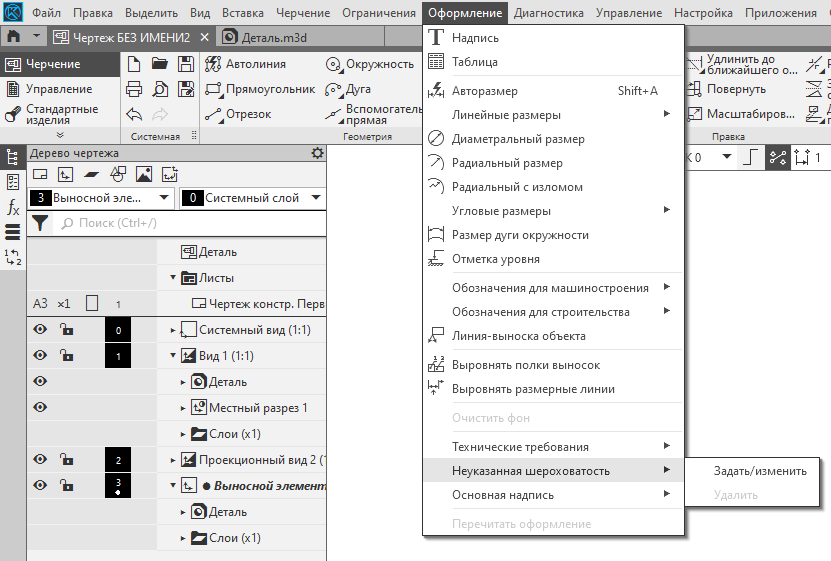 Файл Правка Выделить Вид Вставка Черчение Ограничения Оформление Диагностика Управление Настройка Приложения
Чертеж БЕЗ ИМЕНИ2 × Деталь.m3d
Черчение
Управление
Стандартные изделия
Системная
Автолиния
Прямоугольник
Отрезок
Окружность
Дуга
Вспомогатель
прямая
Геометрия
Надпись
Таблица
Авторазмер Shift+A
Линейные размеры
Диаметральный размер
Радиальный размер
Радиальный с изломом
Угловые размеры
Размер дуги окружности
Отметка уровня
Обозначения для машиностроения
Обозначения для строительства
Линия-выноска объекта
Выровнять полки выносок
Выровнять размерные линии
Очистить фон
Технические требования
Неуказанная шероховатость
Основная надпись
Перечитать оформление
Задать/изменить
Удалить
Удлинить до
ближайшего о...
Повернуть
Масштабиров...
Правка
0
1
Дерево чертежа
3 Выносной эле...
0 Системный слой
Поиск (Ctrl+/)
Деталь
Листы
А3 ×1 1 Чертеж констр. Перв
0 Системный вид (1:1)
1 Вид 1 (1:1)
Деталь
Местный разрез 1
Слои (x1)
2 Проекционный вид 2 (1
3 ● Выносной элемент
Деталь
Слои (x1)